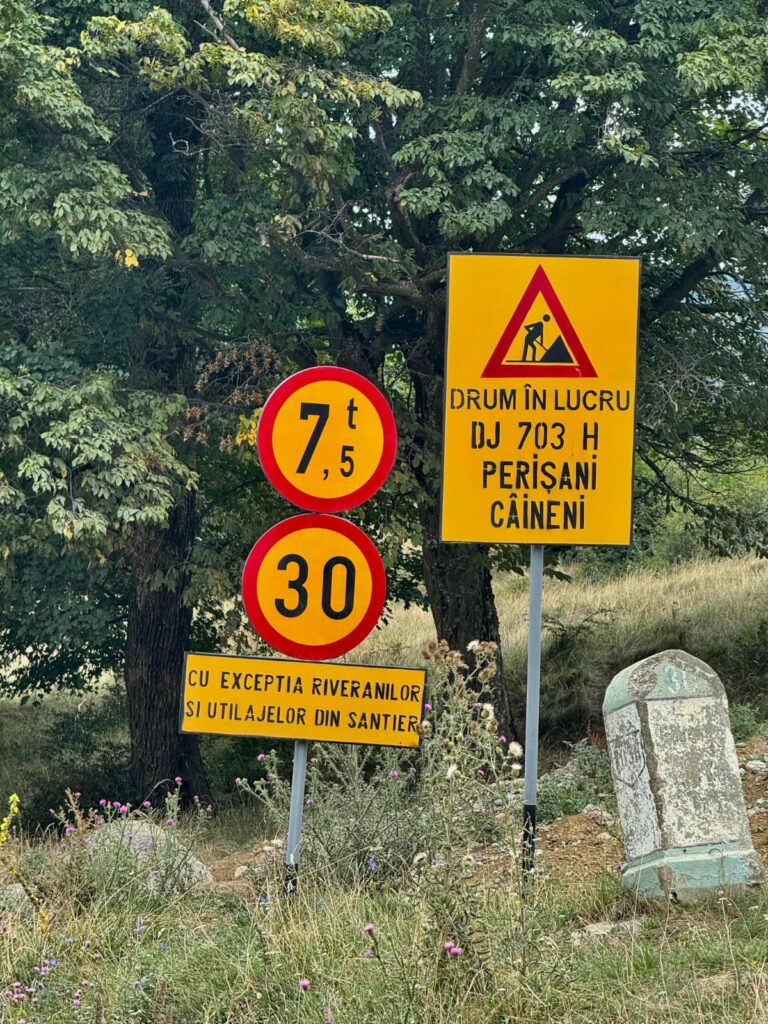 7,5 t
30
CU EXCEPTIA RIVERANILOR
SI UTILAJELOR DIN SANTIER
DRUM ÎN LUCRU
DJ 703 H
PERIŞANI
CÂINENI